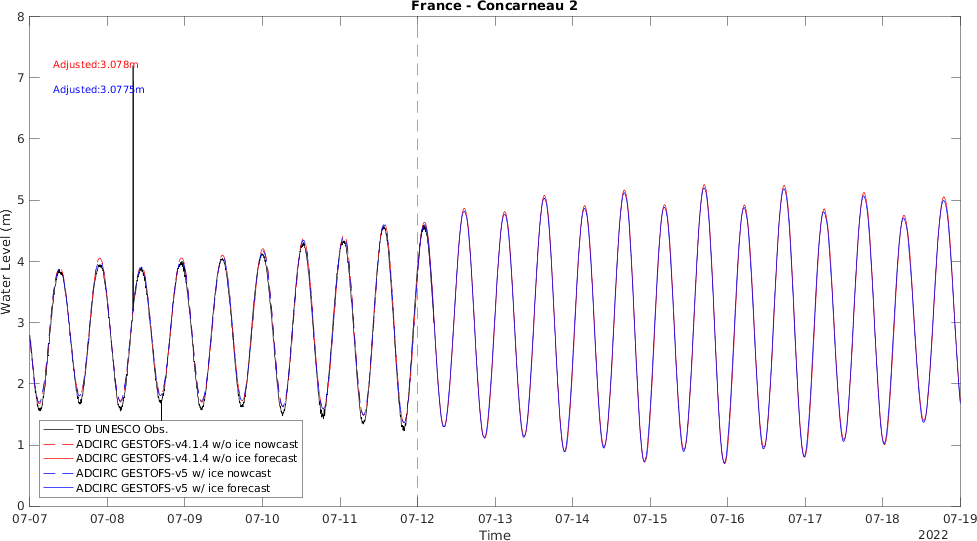 France - Concarneau 2
8
7
6
5
4
3
2
1
0
Water Level (m)
Adjusted:3.078m
Adjusted:3.0775m
TD UNESCO Obs.
ADCIRC GESTOFS-v4.1.4 w/o ice nowcast
ADCIRC GESTOFS-v4.1.4 w/o ice forecast
ADCIRC GESTOFS-v5 w/ ice nowcast
ADCIRC GESTOFS-v5 w/ ice forecast
07-07 07-08 07-09 07-10 07-11 07-12 07-13 07-14 07-15 07-16 07-17 07-18 07-19
Time
2022